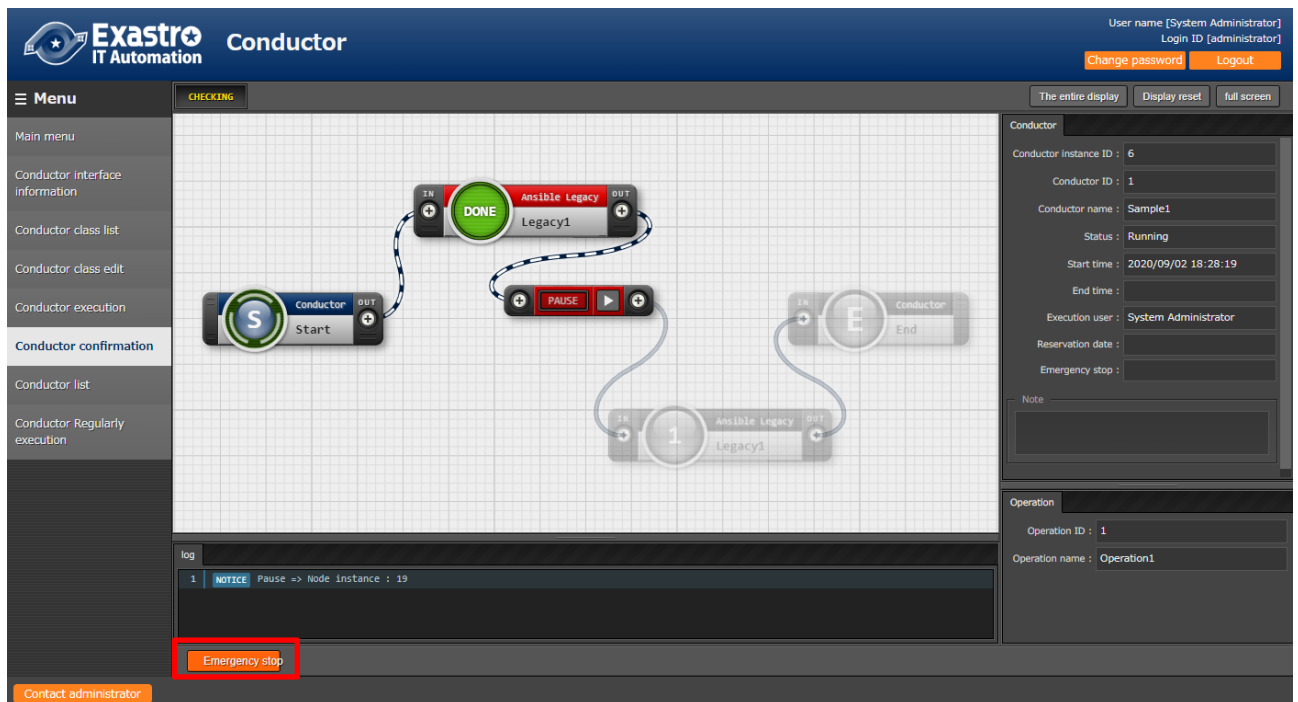 Exastro
IT Automation
Conductor
User name [System Administrator]
Login ID [administrator]
Change password
Logout
Menu
Main menu
Conductor interface
information
Conductor class list
Conductor class edit
Conductor execution
Conductor confirmation
Conductor list
Conductor Regularly
execution
Contact administrator
CHECKING
The entire display
Display reset
full screen
IN
DONE
Ansible Legacy
Legacy1
OUT
S
Conductor
Start
OUT
PAUSE
IN
E
Conductor
End
IN
1
Ansible Legacy
Legacy1
OUT
log
1 NOTICE Pause => Node instance : 19
Emergency stop
Conductor
Conductor instance ID : 6
Conductor ID : 1
Conductor name : Sample1
Status : Running
Start time : 2020/09/02 18:28:19
End time :
Execution user : System Administrator
Reservation date :
Emergency stop :
Note
Operation
Operation ID : 1
Operation name : Operation1